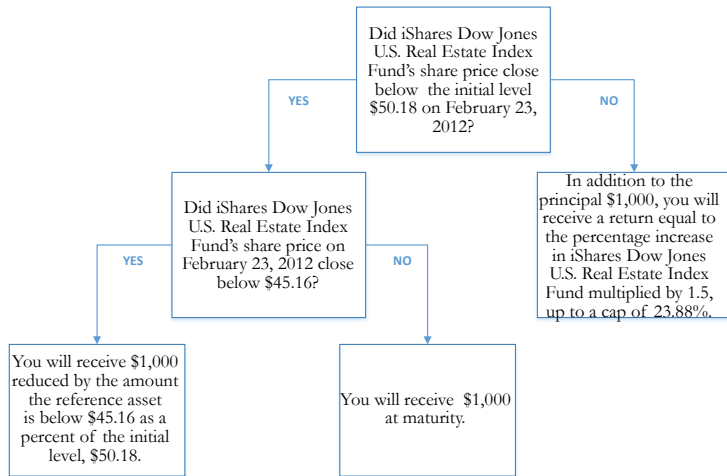 Did iShares Dow Jones
U.S. Real Estate Index
Fund's share price close
below the initial level
$50.18 on February 23,
2012?
YES
NO
Did iShares Dow Jones
U.S. Real Estate Index
Fund's share price on
February 23, 2012 close
below $45.16?
In addition to the
principal $1,000, you will
receive a return equal to
the percentage increase
in iShares Dow Jones
U.S. Real Estate Index
Fund multiplied by 1.5,
up to a cap of 23.88%.
YES
NO
You will receive $1,000
reduced by the amount
the reference asset
is below $45.16 as a
percent of the initial
level, $50.18.
You will receive $1,000
at maturity.